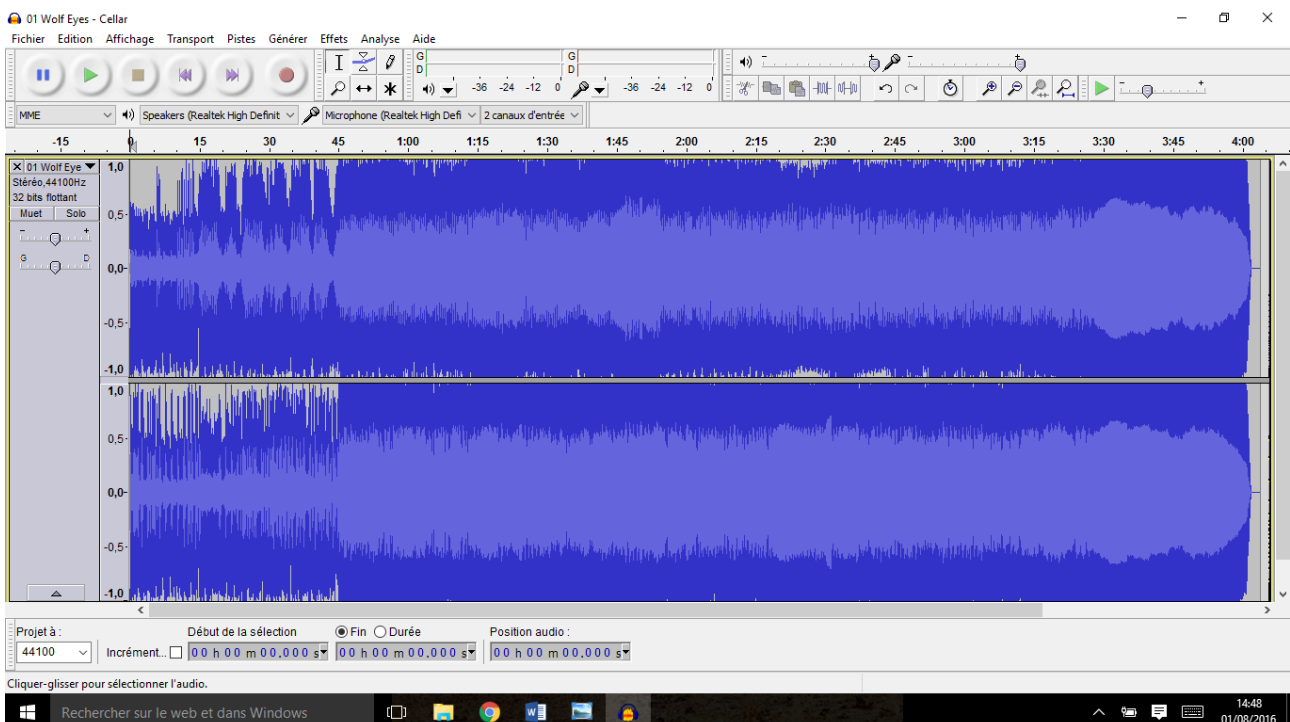 01 Wolf Eyes - Cellar
Fichier Edition Affichage Transport Pistes Générer Effets Analyse Aide
G G
D D
-36 -24 -12 0 -36 -24 -12 0
MME Speakers (Realtek High Definit Microphone (Realtek High Defi 2 canaux d'entrée
-15 0 15 30 45 1:00 1:15 1:30 1:45 2:00 2:15 2:30 2:45 3:00 3:15 3:30 3:45 4:00
01 Wolf Eye
Stéréo,44100Hz
32 bits flottant
Muet Solo
- +
G D
1,0
0,5-
0,0-
-0,5-
-1,0
1,0
0,5-
0,0-
-0,5-
-1,0
Projet à : Début de la sélection Fin Durée Position audio :
44100 Incrément... 00 h 00 m 00,000 s 00 h 00 m 00,000 s 00 h 00 m 00,000 s
Cliquer-glisser pour sélectionner l'audio.
Rechercher sur le web et dans Windows
14:48
01/08/2016